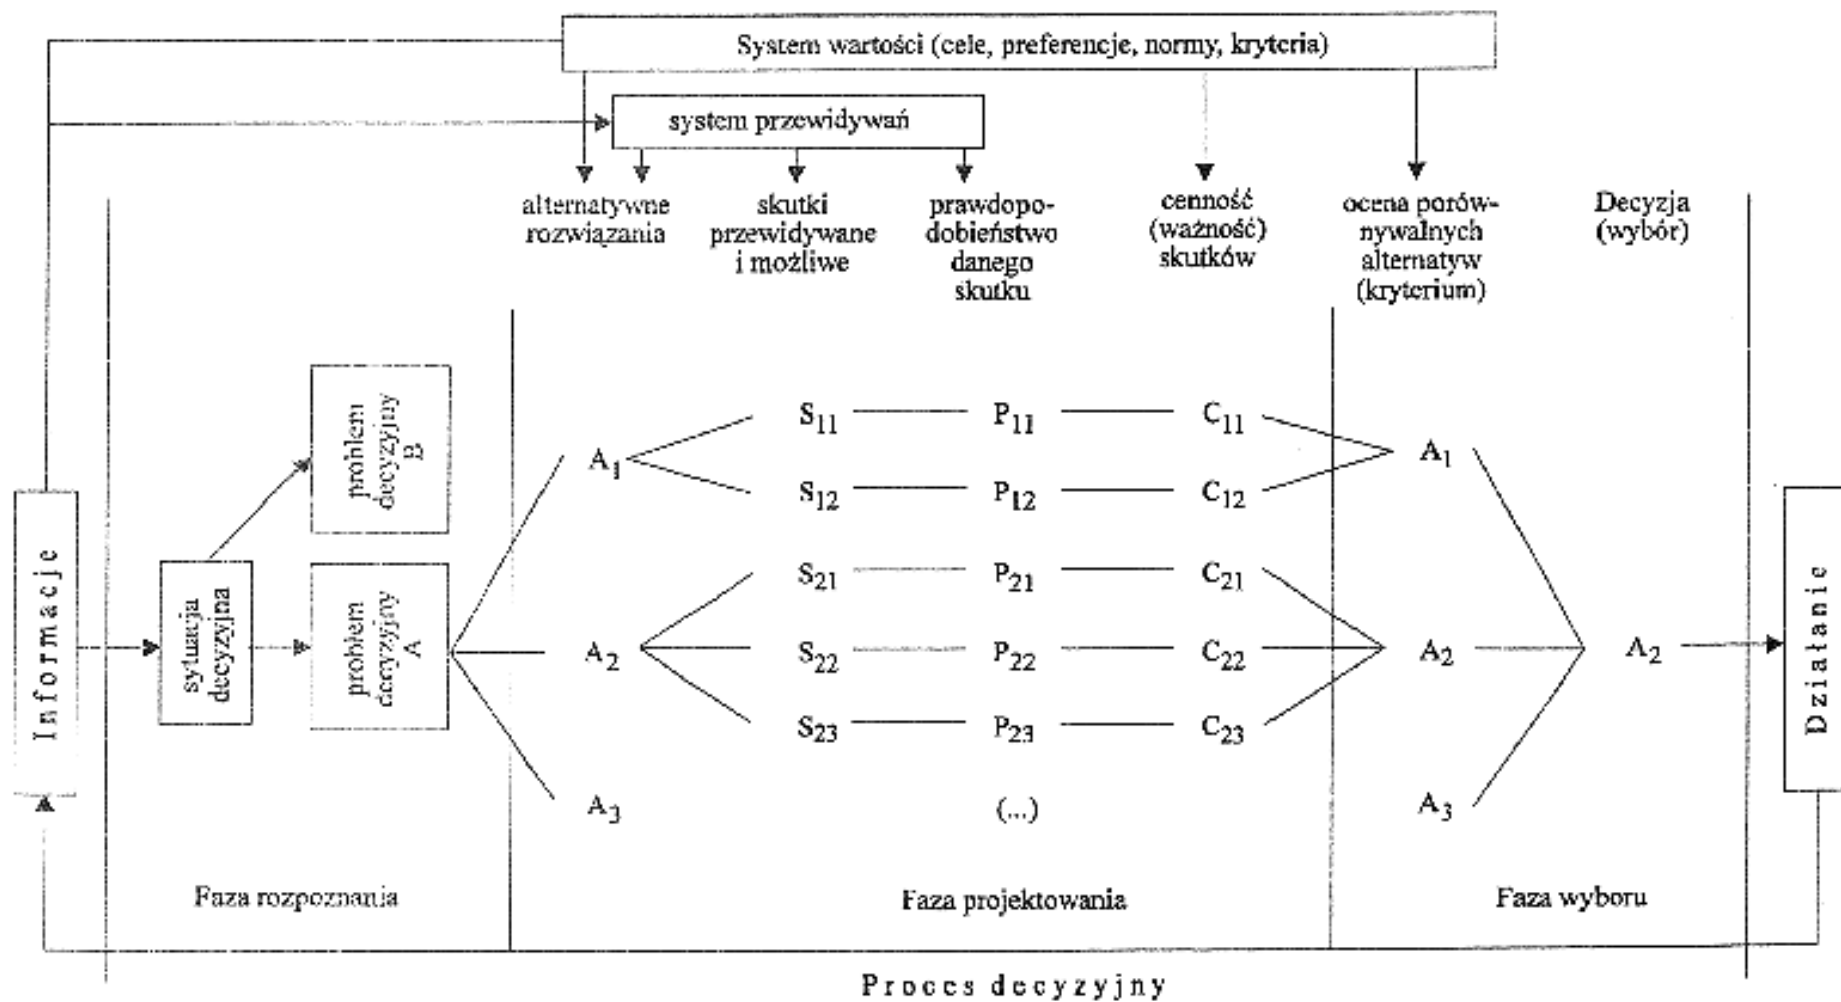 System wartości (cele, preferencje, normy, kryteria)
system przewidywań
alternatywne
rozwiązania
skutki
przewidywane
i możliwe
prawdopo-
dobieństwo
danego
skutku
cenność
(ważność)
skutków
ocena porów-
nywalnych
alternatyw
(kryterium)
Decyzja
(wybór)
Informacje
sytuacja
decyzyjna
problem
decyzyjny
B
problem
decyzyjny
A
A1
A2
A3
S11 P11 C11
S12 P12 C12
S21 P21 C21
S22 P22 C22
S23 P23 C23
(...)
A1
A2
A3
A2
Działanie
Faza rozpoznania
Faza projektowania
Faza wyboru
Proces decyzyjny